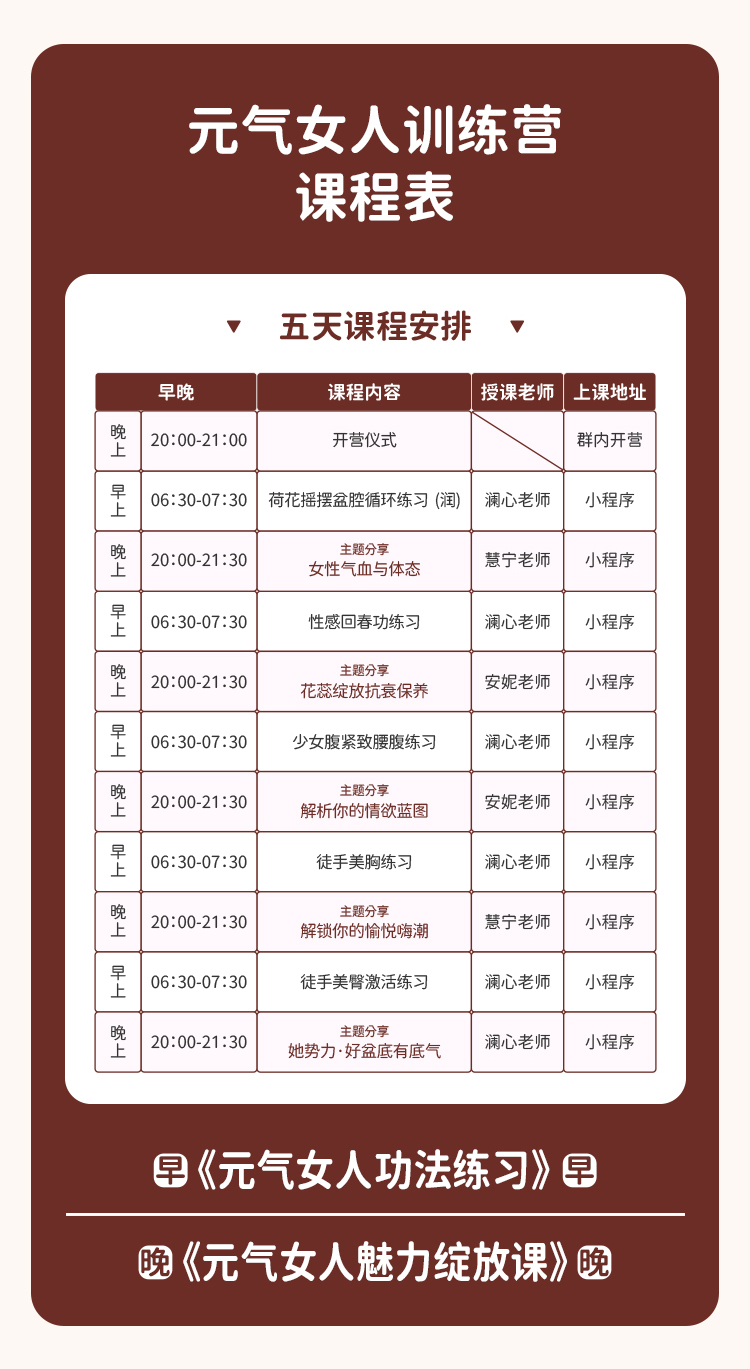 元气女人训练营
课程表
五天课程安排
早晚 课程内容 授课老师 上课地址
晚上 20:00-21:00 开营仪式 群内开营
早上 06:30-07:30 荷花摇摆盆腔循环练习 (润) 澜心老师 小程序
晚上 20:00-21:30 主题分享 女性气血与体态 慧宁老师 小程序
早上 06:30-07:30 性感回春功练习 澜心老师 小程序
晚上 20:00-21:30 主题分享 花蕊绽放抗衰保养 安妮老师 小程序
早上 06:30-07:30 少女腹紧致腰腹练习 澜心老师 小程序
晚上 20:00-21:30 主题分享 解析你的情欲蓝图 安妮老师 小程序
早上 06:30-07:30 徒手美胸练习 澜心老师 小程序
晚上 20:00-21:30 主题分享 解锁你的愉悦嗨潮 慧宁老师 小程序
早上 06:30-07:30 徒手美臀激活练习 澜心老师 小程序
晚上 20:00-21:30 主题分享 她势力·好盆底有底气 澜心老师 小程序
早《元气女人功法练习》早
晚《元气女人魅力绽放课》晚